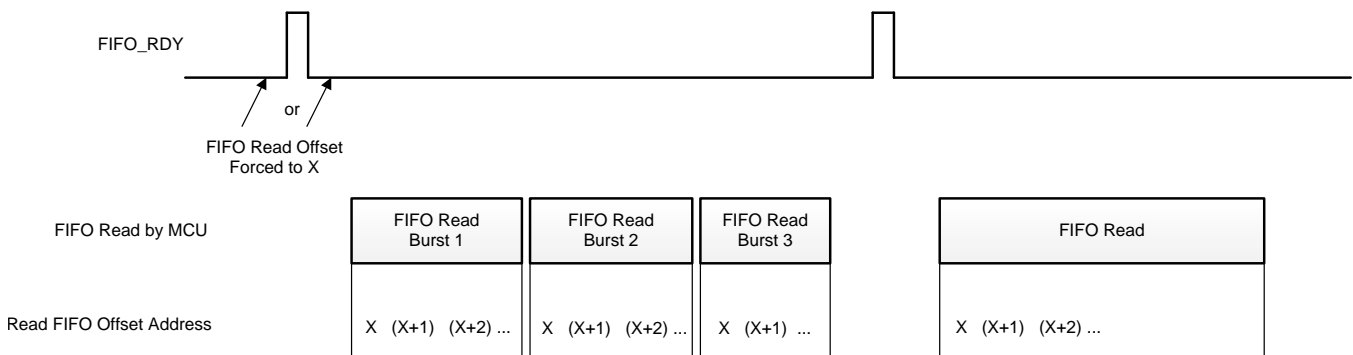 FIFO_RDY
or
FIFO Read Offset
Forced to X
FIFO Read by MCU
FIFO Read
Burst 1
FIFO Read
Burst 2
FIFO Read
Burst 3
FIFO Read
Read FIFO Offset Address
X (X+1) (X+2) ...
X (X+1) (X+2) ...
X (X+1) ...
X (X+1) (X+2) ...